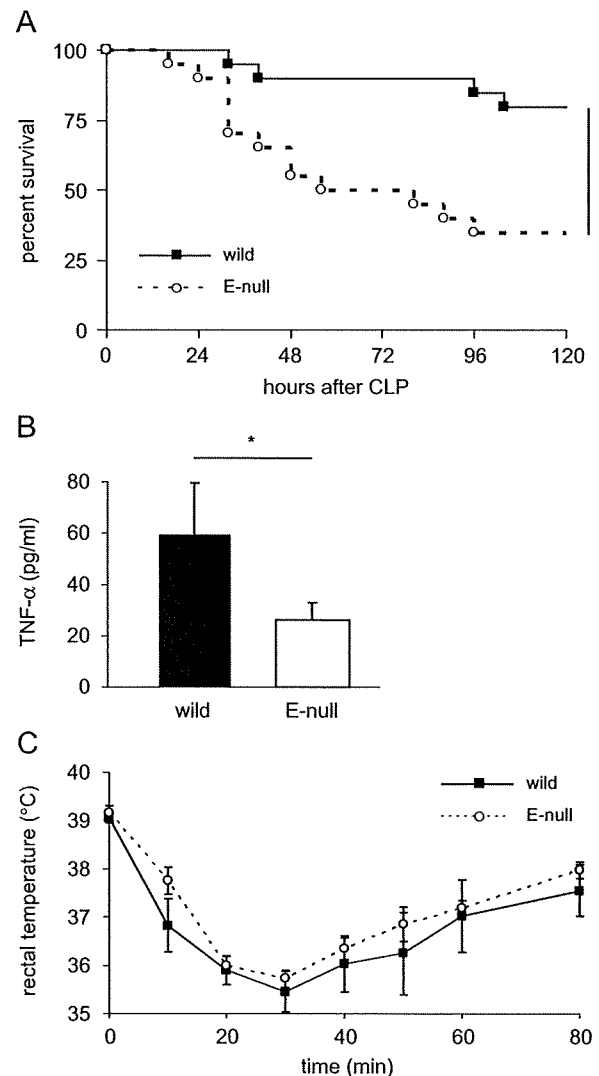 A
100
75
50
25
0
percent survival
wild
E-null
0 24 48 72 96 120
hours after CLP
B
*
80
60
40
20
0
TNF-α (pg/ml)
wild E-null
C
40
39
38
37
36
35
rectal temperature (°C)
wild
E-null
0 20 40 60 80
time (min)